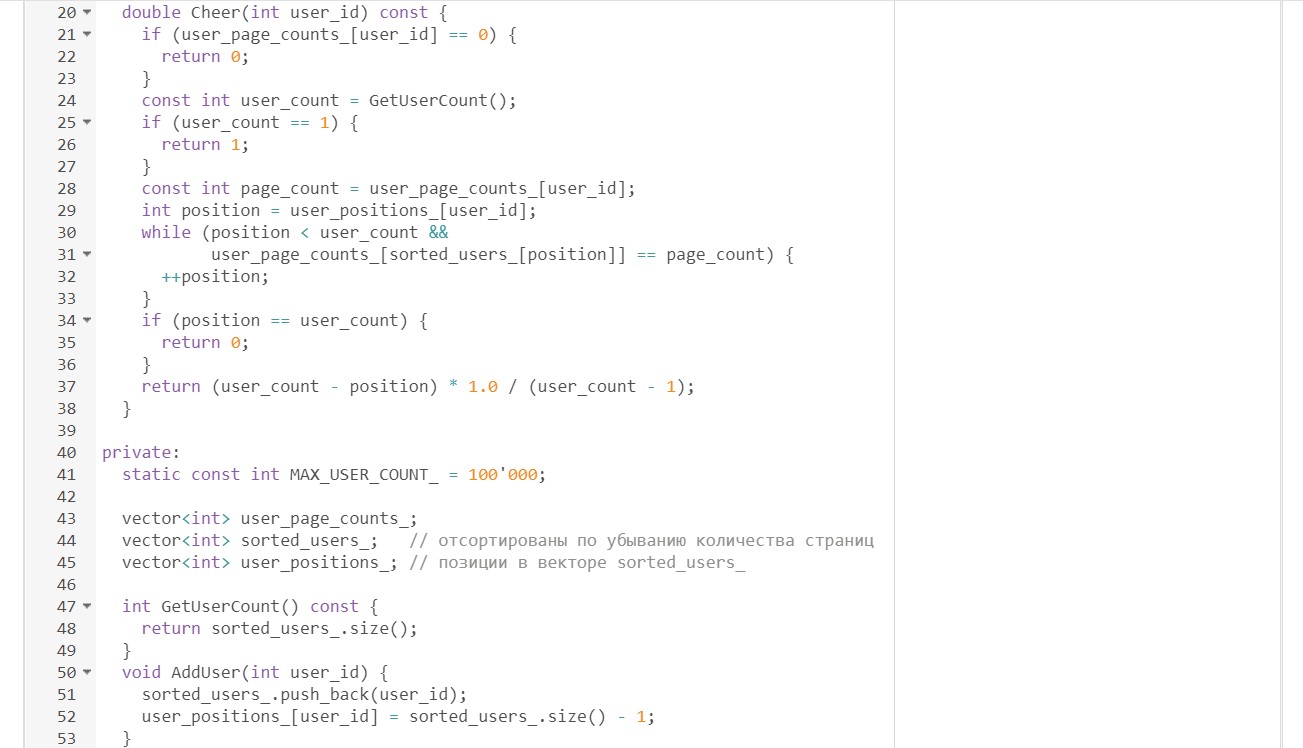 20 double Cheer(int user_id) const {
21 if (user_page_counts_[user_id] == 0) {
22 return 0;
23 }
24 const int user_count = GetUserCount();
25 if (user_count == 1) {
26 return 1;
27 }
28 const int page_count = user_page_counts_[user_id];
29 int position = user_positions_[user_id];
30 while (position < user_count &&
31 user_page_counts_[sorted_users_[position]] == page_count) {
32 ++position;
33 }
34 if (position == user_count) {
35 return 0;
36 }
37 return (user_count - position) * 1.0 / (user_count - 1);
38 }
39
40 private:
41 static const int MAX_USER_COUNT_ = 100'000;
42
43 vector<int> user_page_counts_;
44 vector<int> sorted_users_; // отсортированы по убыванию количества страниц
45 vector<int> user_positions_; // позиции в векторе sorted_users_
46
47 int GetUserCount() const {
48 return sorted_users_.size();
49 }
50 void AddUser(int user_id) {
51 sorted_users_.push_back(user_id);
52 user_positions_[user_id] = sorted_users_.size() - 1;
53 }